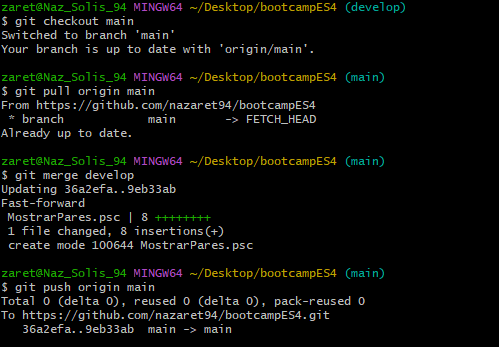 zaret@Naz_Solis_94 MINGW64 ~/Desktop/bootcampES4 (develop)
$ git checkout main
Switched to branch 'main'
Your branch is up to date with 'origin/main'.
zaret@Naz_Solis_94 MINGW64 ~/Desktop/bootcampES4 (main)
$ git pull origin main
From https://github.com/nazaret94/bootcampES4
 * branch            main       -> FETCH_HEAD
Already up to date.
zaret@Naz_Solis_94 MINGW64 ~/Desktop/bootcampES4 (main)
$ git merge develop
Updating 36a2efa..9eb33ab
Fast-forward
 MostrarPares.psc | 8 ++++++++
 1 file changed, 8 insertions(+)
 create mode 100644 MostrarPares.psc
zaret@Naz_Solis_94 MINGW64 ~/Desktop/bootcampES4 (main)
$ git push origin main
Total 0 (delta 0), reused 0 (delta 0), pack-reused 0
To https://github.com/nazaret94/bootcampES4.git
   36a2efa..9eb33ab  main -> main